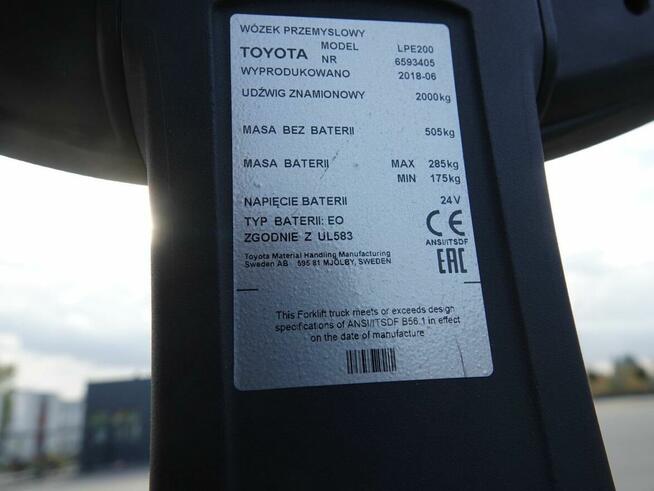 WÓZEK PRZEMYSLOWY
TOYOTA MODEL LPE200
NR 6593405
WYPRODUKOWANO 2018-06
UDŹWIG ZNAMIONOWY 2000kg
MASA BEZ BATERII 505kg
MASA BATERII MAX 285kg
MIN 175kg
NAPIĘCIE BATERII 24V
TYP BATERII: EO
ZGODNIE Z UL583
CE
ANSI/ITSDF
EAC
Toyota Material Handling Manufacturing
Sweden AB 595 81 MJÖLBY, SWEDEN
This Forklift truck meets or exceeds design
specifications of ANSI/ITSDF B56.1 in effect
on the date of manufacture